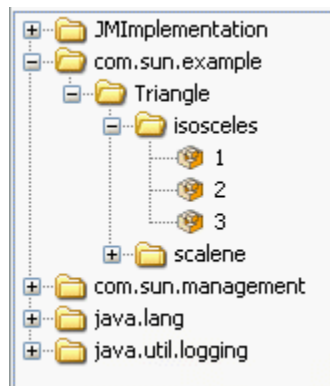 JMImplementation
com.sun.example
Triangle
isosceles
1
2
3
scalene
com.sun.management
java.lang
java.util.logging